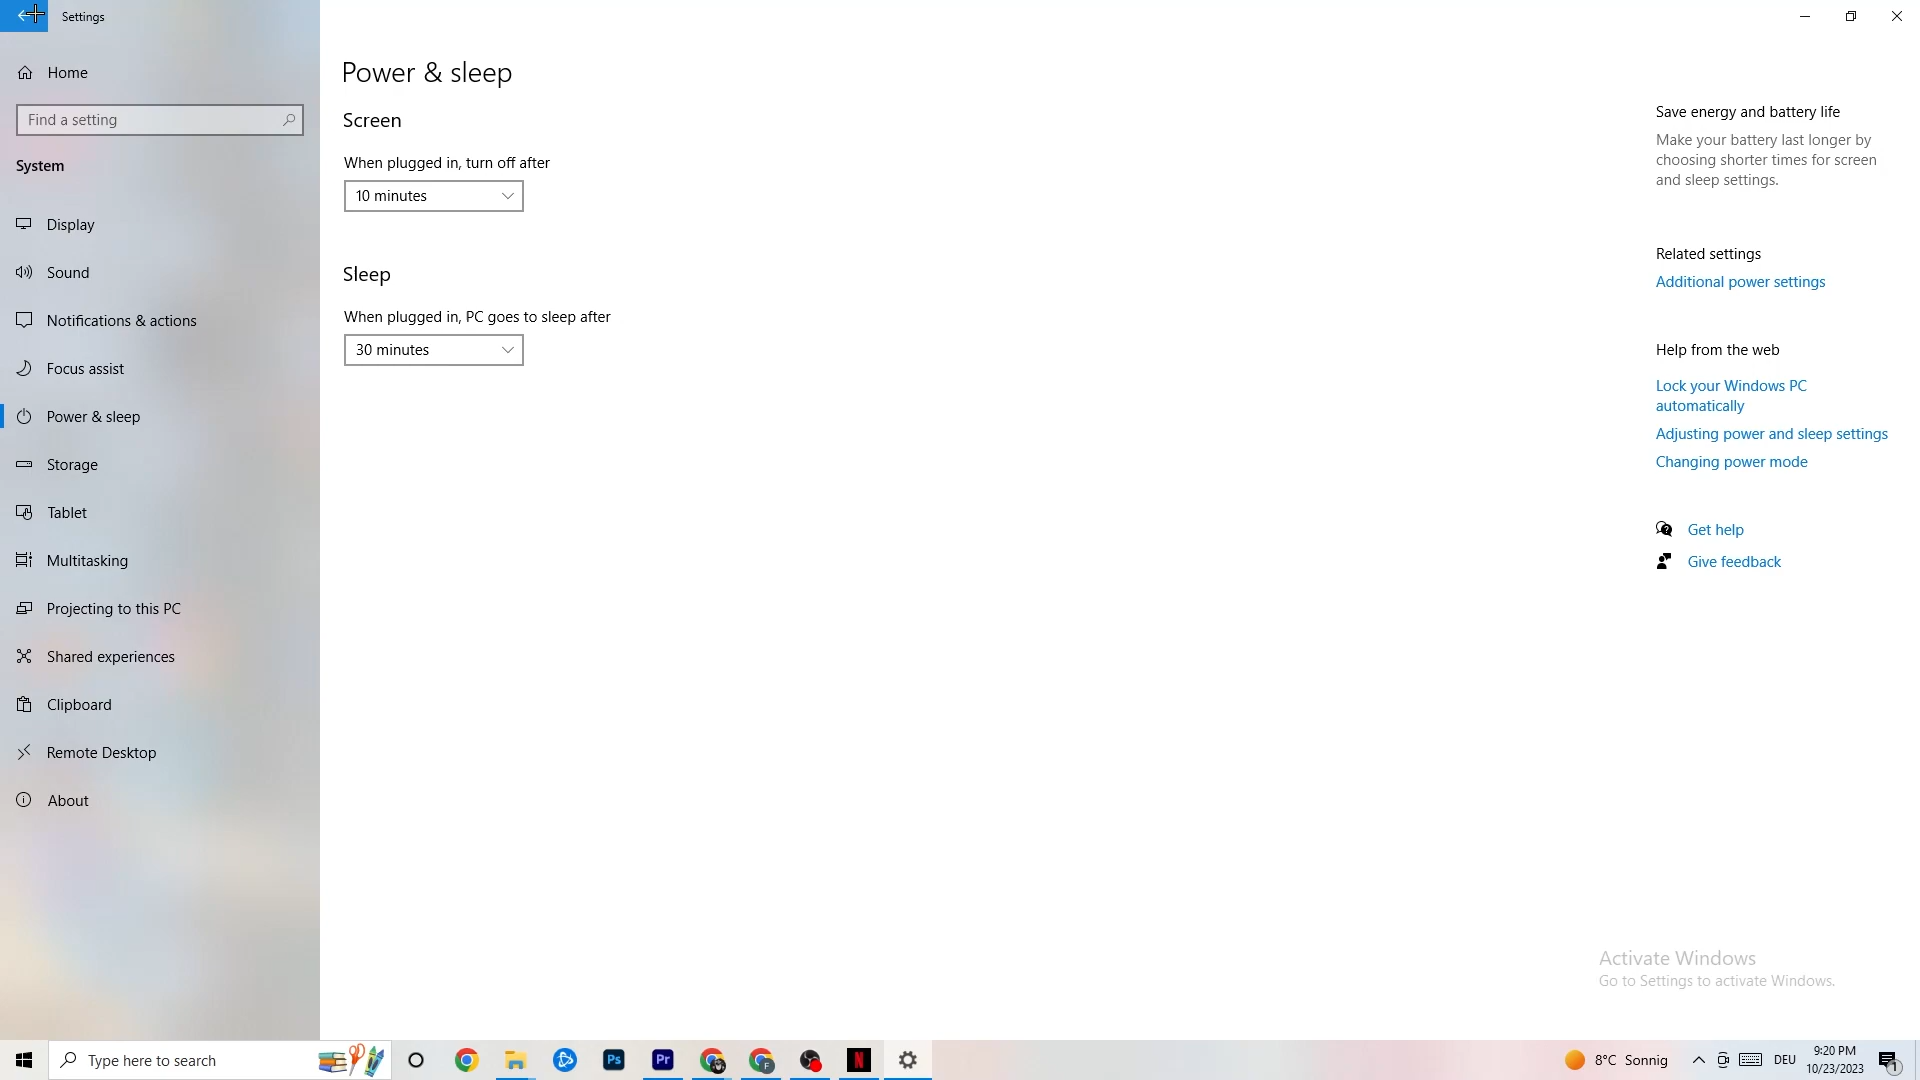 Settings
Home
Find a setting
System
Display
Sound
Notifications & actions
Focus assist
Power & sleep
Storage
Tablet
Multitasking
Projecting to this PC
Shared experiences
Clipboard
Remote Desktop
About
Power & sleep
Screen
When plugged in, turn off after
10 minutes
Sleep
When plugged in, PC goes to sleep after
30 minutes
Save energy and battery life
Make your battery last longer by
choosing shorter times for screen
and sleep settings.
Related settings
Additional power settings
Help from the web
Lock your Windows PC
automatically
Adjusting power and sleep settings
Changing power mode
Get help
Give feedback
Activate Windows
Go to Settings to activate Windows.
Type here to search
Ps
Pr
F
N
8°C Sonnig
DEU
9:20 PM
10/23/2023
1